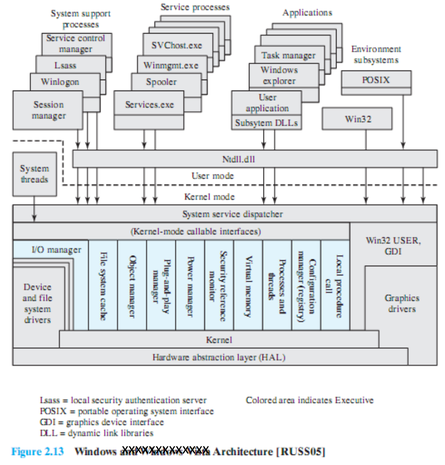 System support
processes
Service processes
Applications
Environment
subsystems
Service control
manager
Lsass
Winlogon
Session
manager
SVChost.exe
Winmgmt.exe
Spooler
Services.exe
Task manager
Windows
explorer
User
application
Subsytem DLLs
POSIX
Win32
System
threads
Ntdll.dll
User mode
Kernel mode
System service dispatcher
(Kernel-mode callable interfaces)
I/O manager
Device
and file
system
drivers
File system cache
Object manager
Plug-and-play
manager
Power manager
Security reference
monitor
Virtual memory
Processes and
threads
Configuration
manager (registry)
Local procedure
call
Win32 USER,
GDI
Graphics
drivers
Kernel
Hardware abstraction layer (HAL)
Lsass = local security authentication server
Colored area indicates Executive
POSIX = portable operating system interface
GDI = graphics device interface
DLL = dynamic link libraries
Figure 2.13 Windows Architecture [RUSS05]